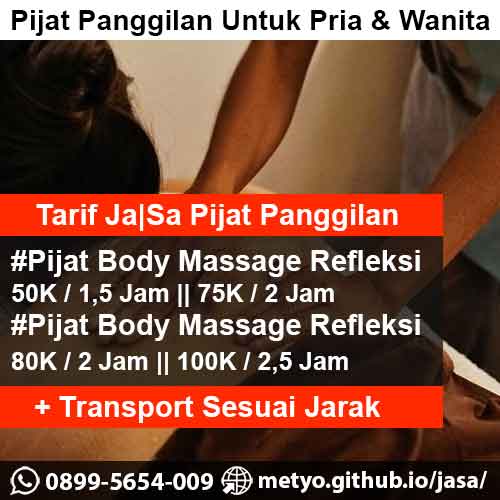 Pijat Panggilan Untuk Pria & Wanita
Tarif Ja|Sa Pijat Panggilan
#Pijat Body Massage Refleksi
50K / 1,5 Jam || 75K / 2 Jam
#Pijat Body Massage Refleksi
80K / 2 Jam || 100K / 2,5 Jam
+ Transport Sesuai Jarak
0899-5654-009 metyo.github.io/jasa/